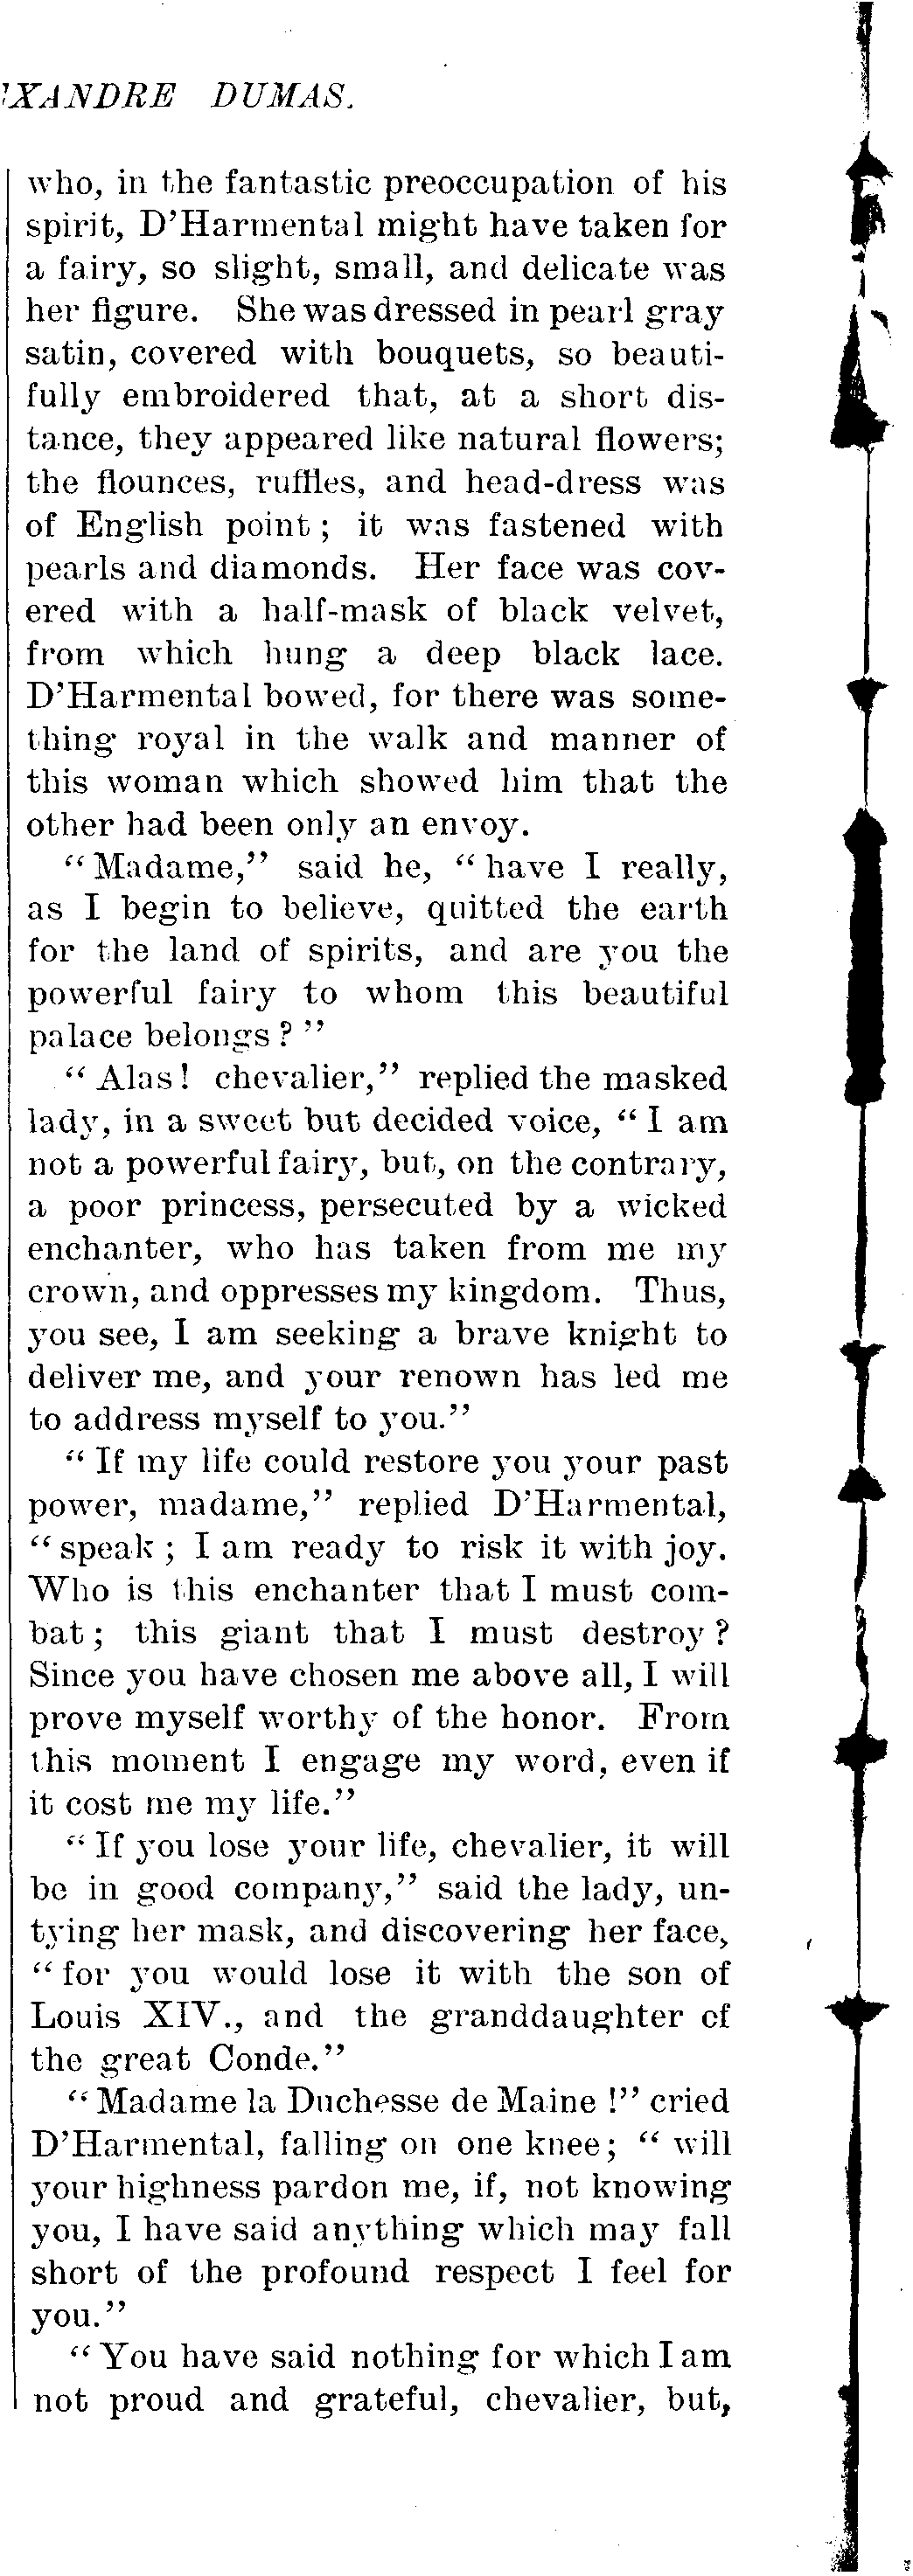 XANDRE DUMAS.
who, in the fantastic preoccupation of his
spirit, D'Harmental might have taken for
a fairy, so slight, small, and delicate was
her figure. She was dressed in pearl gray
satin, covered with bouquets, so beauti-
fully embroidered that, at a short dis-
tance, they appeared like natural flowers;
the flounces, ruffles, and head-dress was
of English point; it was fastened with
pearls and diamonds. Her face was cov-
ered with a half-mask of black velvet,
from which hung a deep black lace.
D'Harmental bowed, for there was some-
thing royal in the walk and manner of
this woman which showed him that the
other had been only an envoy.
"Madame," said he, "have I really,
as I begin to believe, quitted the earth
for the land of spirits, and are you the
powerful fairy to whom this beautiful
palace belongs?"
"Alas! chevalier," replied the masked
lady, in a sweet but decided voice, "I am
not a powerful fairy, but, on the contrary,
a poor princess, persecuted by a wicked
enchanter, who has taken from me my
crown, and oppresses my kingdom. Thus,
you see, I am seeking a brave knight to
deliver me, and your renown has led me
to address myself to you."
"If my life could restore you your past
power, madame," replied D'Harmental,
"speak; I am ready to risk it with joy.
Who is this enchanter that I must com-
bat; this giant that I must destroy?
Since you have chosen me above all, I will
prove myself worthy of the honor. From
this moment I engage my word, even if
it cost me my life."
"If you lose your life, chevalier, it will
be in good company," said the lady, un-
tying her mask, and discovering her face,
"for you would lose it with the son of
Louis XIV., and the granddaughter of
the great Conde."
"Madame la Duchesse de Maine!" cried
D'Harmental, falling on one knee; "will
your highness pardon me, if, not knowing
you, I have said anything which may fall
short of the profound respect I feel for
you."
"You have said nothing for which I am
not proud and grateful, chevalier, but,